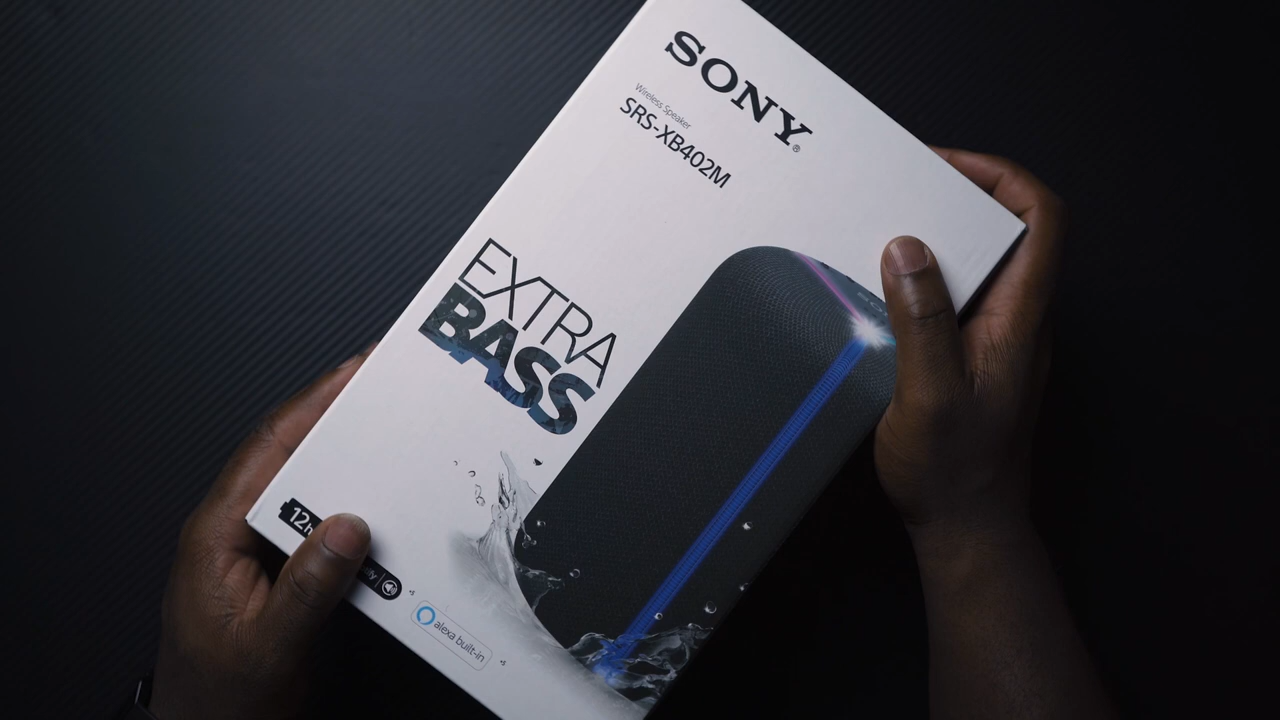 SONY®
Wireless Speaker
SRS-XB402M
EXTRA
BASS
12h
alexa built-in